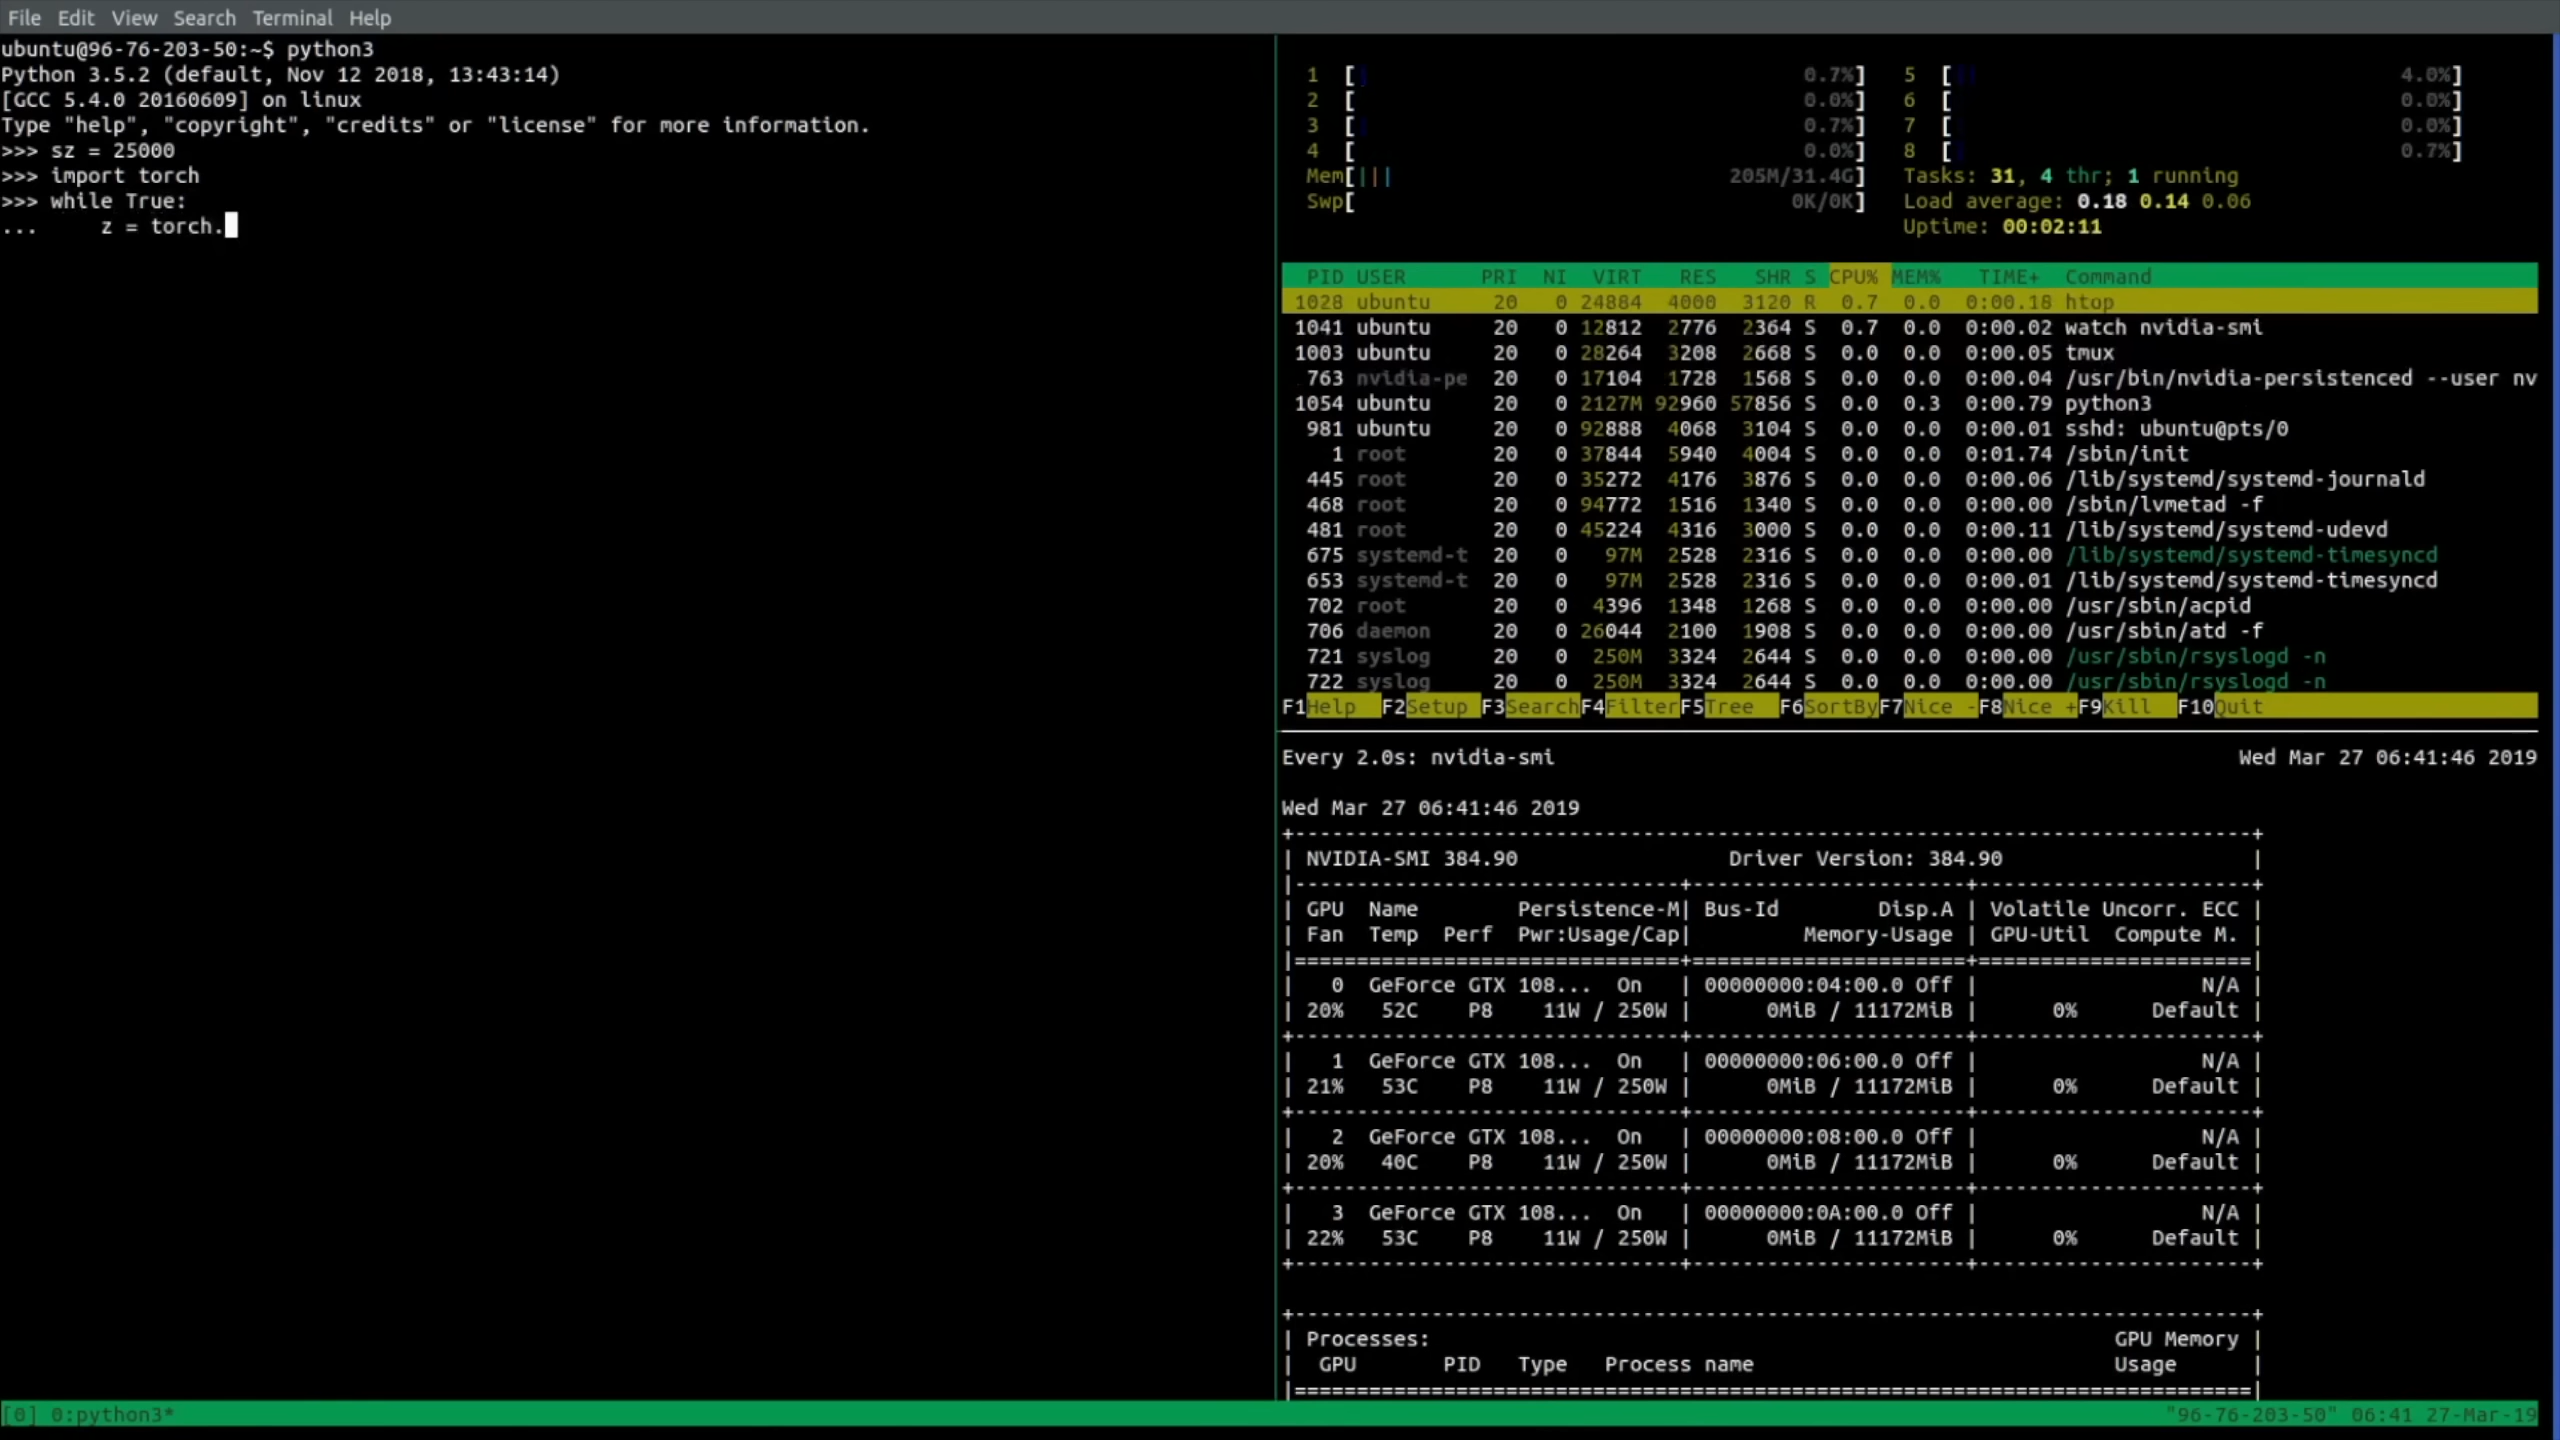 File Edit View Search Terminal Help
ubuntu@96-76-203-50:~$ python3
Python 3.5.2 (default, Nov 12 2018, 13:43:14)
[GCC 5.4.0 20160609] on linux
Type "help", "copyright", "credits" or "license" for more information.
>>> sz = 25000
>>> import torch
>>> while True:
...     z = torch.
1 [ 0.7%] 5 [ 4.0%]
2 [ 0.0%] 6 [ 0.0%]
3 [ 0.7%] 7 [ 0.0%]
4 [ 0.0%] 8 [ 0.7%]
Mem[||| 205M/31.4G] Tasks: 31, 4 thr; 1 running
Swp[ 0K/0K] Load average: 0.18 0.14 0.06
Uptime: 00:02:11
PID USER PRI NI VIRT RES SHR S CPU% MEM% TIME+ Command
1028 ubuntu 20 0 24884 4000 3120 R 0.7 0.0 0:00.18 htop
1041 ubuntu 20 0 12812 2776 2364 S 0.7 0.0 0:00.02 watch nvidia-smi
1003 ubuntu 20 0 28264 3208 2668 S 0.0 0.0 0:00.05 tmux
763 nvidia-pe 20 0 17104 1728 1568 S 0.0 0.0 0:00.04 /usr/bin/nvidia-persistenced --user nv
1054 ubuntu 20 0 2127M 92960 57856 S 0.0 0.3 0:00.79 python3
981 ubuntu 20 0 92888 4068 3104 S 0.0 0.0 0:00.01 sshd: ubuntu@pts/0
1 root 20 0 37844 5940 4004 S 0.0 0.0 0:01.74 /sbin/init
445 root 20 0 35272 4176 3876 S 0.0 0.0 0:00.06 /lib/systemd/systemd-journald
468 root 20 0 94772 1516 1340 S 0.0 0.0 0:00.00 /sbin/lvmetad -f
481 root 20 0 45224 4316 3000 S 0.0 0.0 0:00.11 /lib/systemd/systemd-udevd
675 systemd-t 20 0 97M 2528 2316 S 0.0 0.0 0:00.00 /lib/systemd/systemd-timesyncd
653 systemd-t 20 0 97M 2528 2316 S 0.0 0.0 0:00.01 /lib/systemd/systemd-timesyncd
702 root 20 0 4396 1348 1268 S 0.0 0.0 0:00.00 /usr/sbin/acpid
706 daemon 20 0 26044 2100 1908 S 0.0 0.0 0:00.00 /usr/sbin/atd -f
721 syslog 20 0 250M 3324 2644 S 0.0 0.0 0:00.00 /usr/sbin/rsyslogd -n
722 syslog 20 0 250M 3324 2644 S 0.0 0.0 0:00.00 /usr/sbin/rsyslogd -n
F1Help F2Setup F3SearchF4FilterF5Tree F6SortByF7Nice -F8Nice +F9Kill F10Quit
Every 2.0s: nvidia-smi Wed Mar 27 06:41:46 2019
Wed Mar 27 06:41:46 2019
+-----------------------------------------------------------------------------+
| NVIDIA-SMI 384.90                 Driver Version: 384.90                    |
|-------------------------------+----------------------+----------------------+
| GPU  Name        Persistence-M| Bus-Id        Disp.A | Volatile Uncorr. ECC |
| Fan  Temp  Perf  Pwr:Usage/Cap|         Memory-Usage | GPU-Util  Compute M. |
|===============================+======================+======================|
|   0  GeForce GTX 108...  On   | 00000000:04:00.0 Off |                  N/A |
| 20%   52C    P8    11W / 250W |      0MiB / 11172MiB |      0%      Default |
+-------------------------------+----------------------+----------------------+
|   1  GeForce GTX 108...  On   | 00000000:06:00.0 Off |                  N/A |
| 21%   53C    P8    11W / 250W |      0MiB / 11172MiB |      0%      Default |
+-------------------------------+----------------------+----------------------+
|   2  GeForce GTX 108...  On   | 00000000:08:00.0 Off |                  N/A |
| 20%   40C    P8    11W / 250W |      0MiB / 11172MiB |      0%      Default |
+-------------------------------+----------------------+----------------------+
|   3  GeForce GTX 108...  On   | 00000000:0A:00.0 Off |                  N/A |
| 22%   53C    P8    11W / 250W |      0MiB / 11172MiB |      0%      Default |
+-------------------------------+----------------------+----------------------+
+-----------------------------------------------------------------------------+
| Processes:                                                       GPU Memory |
|  GPU       PID   Type   Process name                             Usage      |
|=============================================================================|
[0] 0:python3* "96-76-203-50" 06:41 27-Mar-19